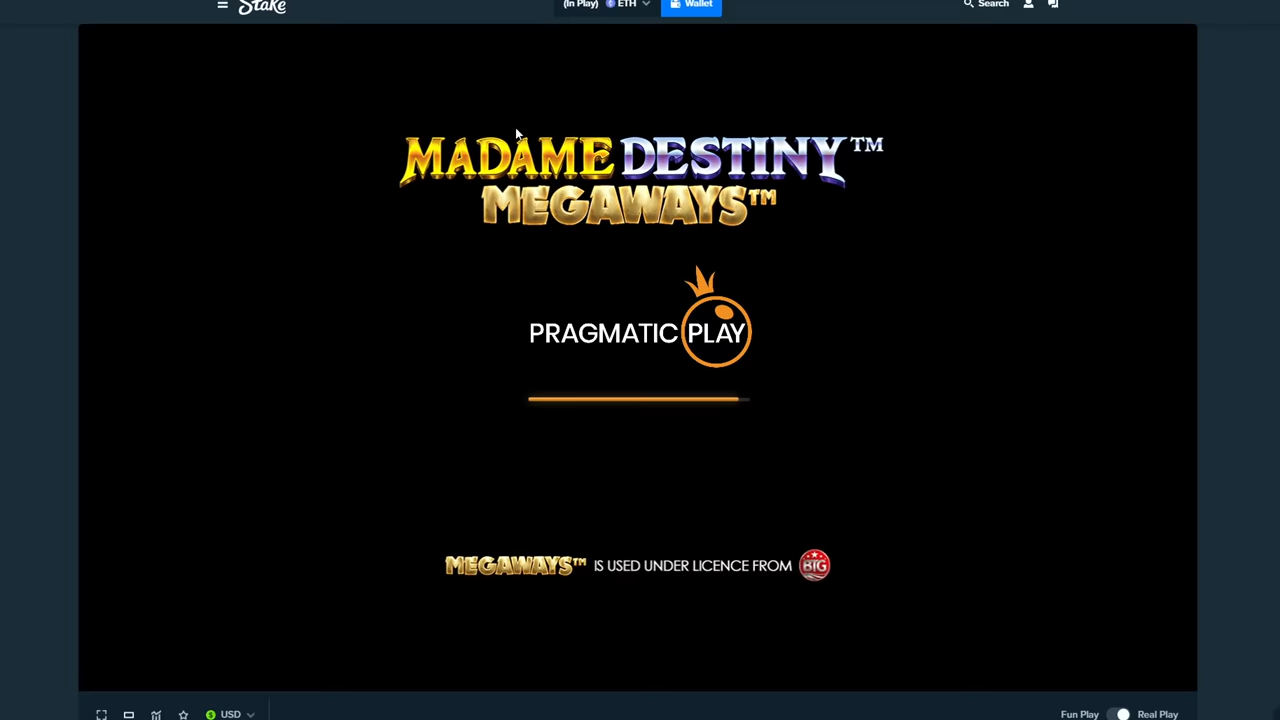 Stake
(In Play) ETH
Wallet
Search
MADAME DESTINY™
MEGAWAYS™
PRAGMATIC PLAY
MEGAWAYS™ IS USED UNDER LICENCE FROM BTG
USD
Fun Play
Real Play